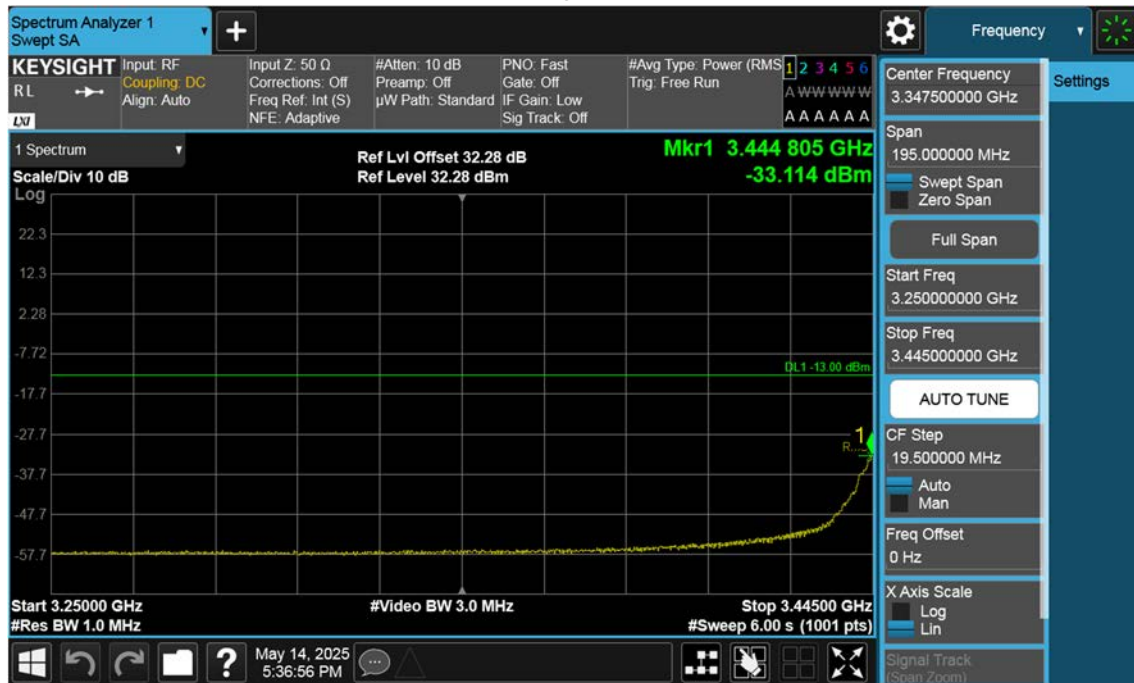 Spectrum Analyzer 1
Swept SA
Frequency
KEYSIGHT
RL
LXI
Input: RF
Coupling: DC
Align: Auto
Input Z: 50 Ω
Corrections: Off
Freq Ref: Int (S)
NFE: Adaptive
#Atten: 10 dB
Preamp: Off
µW Path: Standard
PNO: Fast
Gate: Off
IF Gain: Low
Sig Track: Off
#Avg Type: Power (RMS
Trig: Free Run
1 2 3 4 5 6
A W W W W W
A A A A A A
1 Spectrum
Scale/Div 10 dB
Log
Ref Lvl Offset 32.28 dB
Ref Level 32.28 dBm
Mkr1 3.444 805 GHz
-33.114 dBm
22.3
12.3
2.28
-7.72
-17.7
-27.7
-37.7
-47.7
-57.7
DL1 -13.00 dBm
1
Start 3.25000 GHz
#Res BW 1.0 MHz
#Video BW 3.0 MHz
Stop 3.44500 GHz
#Sweep 6.00 s (1001 pts)
Center Frequency
3.347500000 GHz
Span
195.000000 MHz
Swept Span
Zero Span
Full Span
Start Freq
3.250000000 GHz
Stop Freq
3.445000000 GHz
AUTO TUNE
CF Step
19.500000 MHz
Auto
Man
Freq Offset
0 Hz
X Axis Scale
Log
Lin
Signal Track
(Span Zoom)
Settings
May 14, 2025
5:36:56 PM